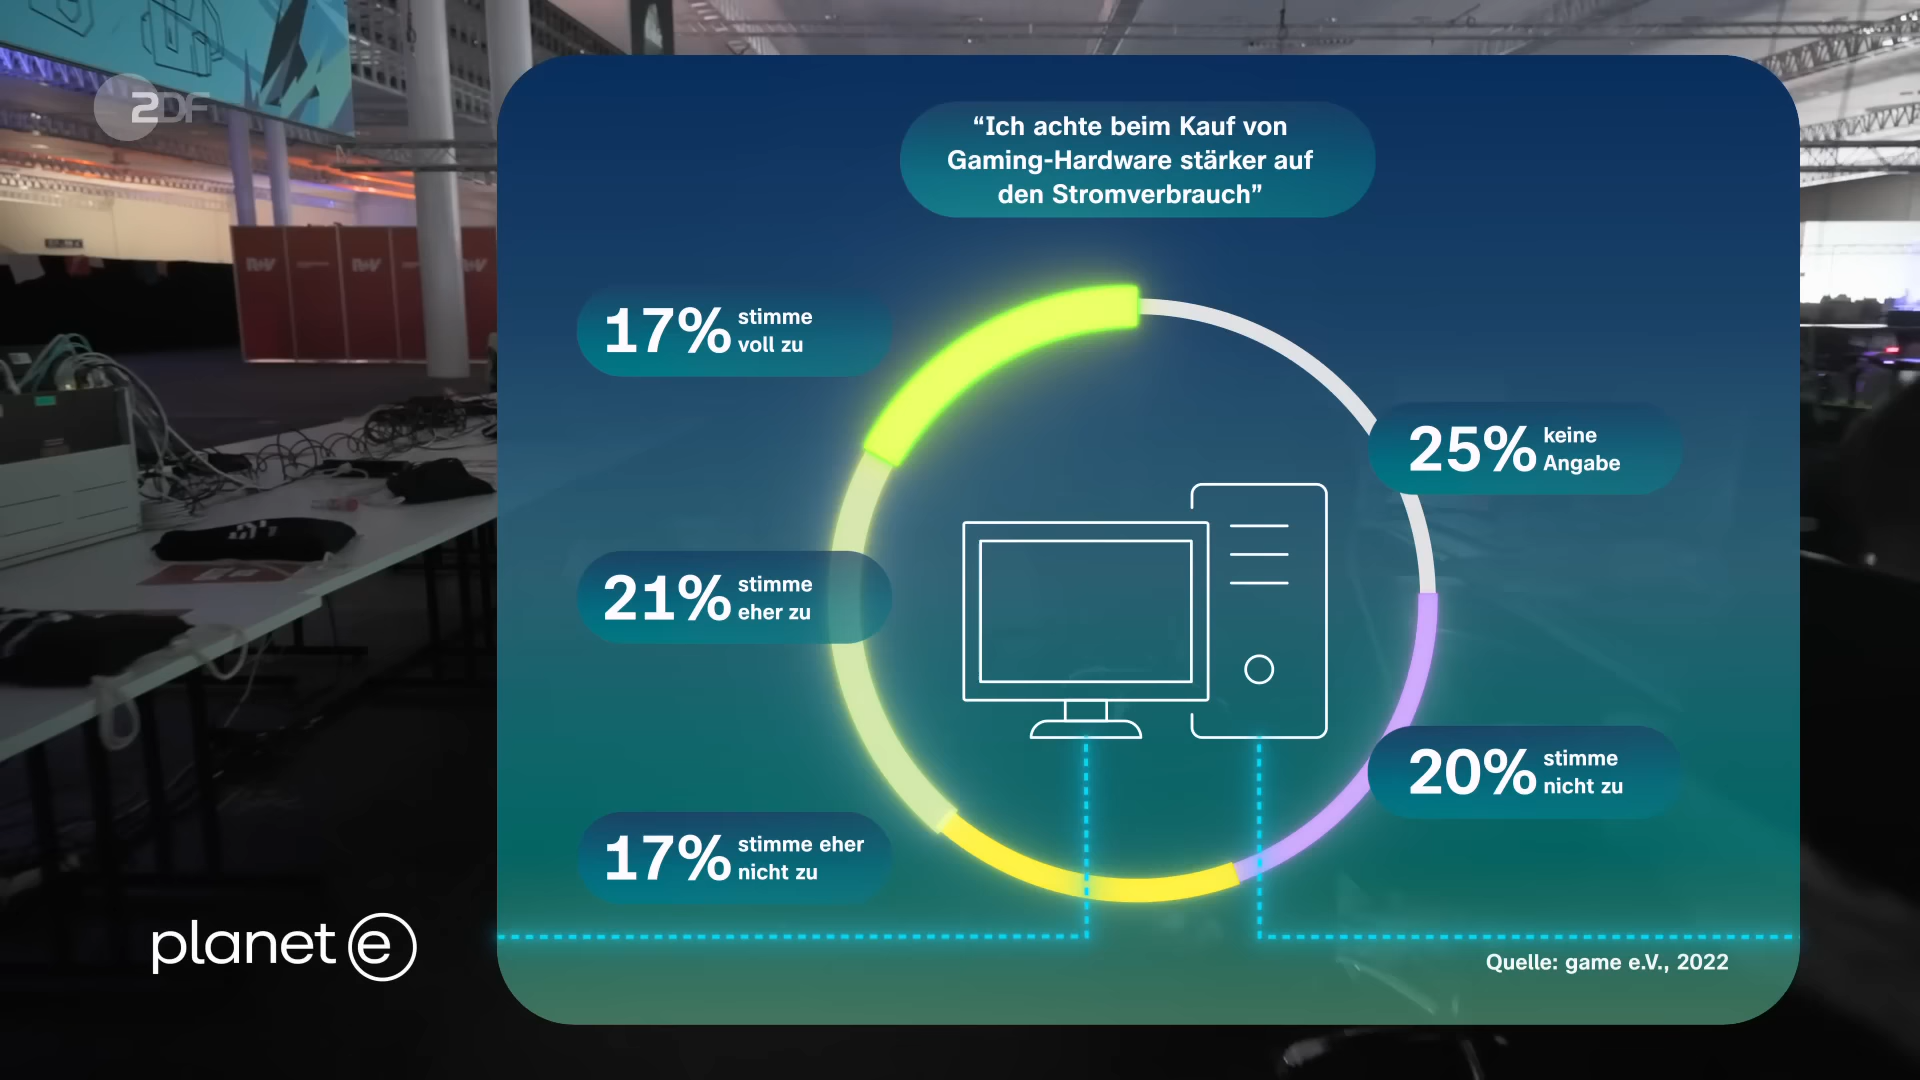 ZDF
“Ich achte beim Kauf von
Gaming-Hardware stärker auf
den Stromverbrauch”
17% stimme
voll zu
25% keine
Angabe
21% stimme
eher zu
20% stimme
nicht zu
17% stimme eher
nicht zu
planet e
Quelle: game e.V., 2022